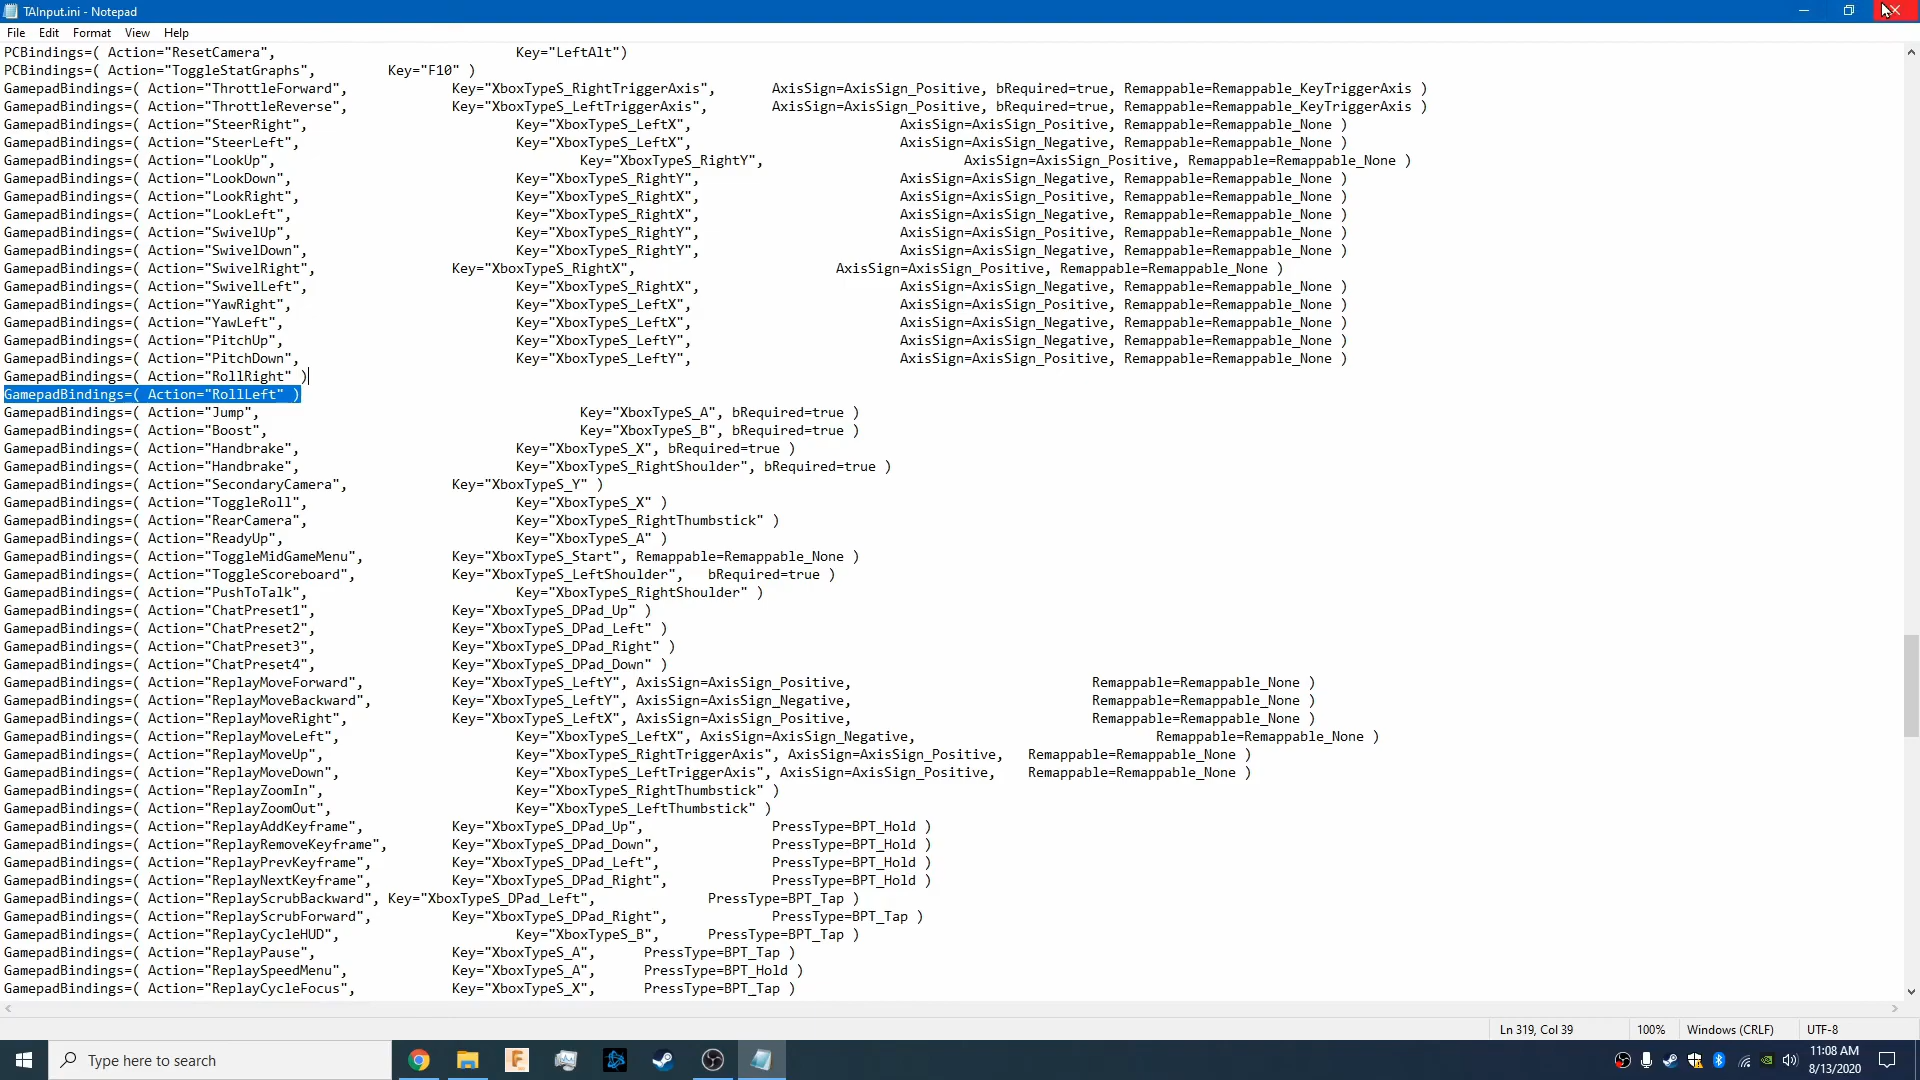 TAInput.ini - Notepad
File Edit Format View Help
PCBindings=( Action="ResetCamera", Key="LeftAlt")
PCBindings=( Action="ToggleStatGraphs", Key="F10" )
GamepadBindings=( Action="ThrottleForward", Key="XboxTypeS_RightTriggerAxis", AxisSign=AxisSign_Positive, bRequired=true, Remappable=Remappable_KeyTriggerAxis )
GamepadBindings=( Action="ThrottleReverse", Key="XboxTypeS_LeftTriggerAxis", AxisSign=AxisSign_Positive, bRequired=true, Remappable=Remappable_KeyTriggerAxis )
GamepadBindings=( Action="SteerRight", Key="XboxTypeS_LeftX", AxisSign=AxisSign_Positive, Remappable=Remappable_None )
GamepadBindings=( Action="SteerLeft", Key="XboxTypeS_LeftX", AxisSign=AxisSign_Negative, Remappable=Remappable_None )
GamepadBindings=( Action="LookUp", Key="XboxTypeS_RightY", AxisSign=AxisSign_Positive, Remappable=Remappable_None )
GamepadBindings=( Action="LookDown", Key="XboxTypeS_RightY", AxisSign=AxisSign_Negative, Remappable=Remappable_None )
GamepadBindings=( Action="LookRight", Key="XboxTypeS_RightX", AxisSign=AxisSign_Positive, Remappable=Remappable_None )
GamepadBindings=( Action="LookLeft", Key="XboxTypeS_RightX", AxisSign=AxisSign_Negative, Remappable=Remappable_None )
GamepadBindings=( Action="SwivelUp", Key="XboxTypeS_RightY", AxisSign=AxisSign_Positive, Remappable=Remappable_None )
GamepadBindings=( Action="SwivelDown", Key="XboxTypeS_RightY", AxisSign=AxisSign_Negative, Remappable=Remappable_None )
GamepadBindings=( Action="SwivelRight", Key="XboxTypeS_RightX", AxisSign=AxisSign_Positive, Remappable=Remappable_None )
GamepadBindings=( Action="SwivelLeft", Key="XboxTypeS_RightX", AxisSign=AxisSign_Negative, Remappable=Remappable_None )
GamepadBindings=( Action="YawRight", Key="XboxTypeS_LeftX", AxisSign=AxisSign_Positive, Remappable=Remappable_None )
GamepadBindings=( Action="YawLeft", Key="XboxTypeS_LeftX", AxisSign=AxisSign_Negative, Remappable=Remappable_None )
GamepadBindings=( Action="PitchUp", Key="XboxTypeS_LeftY", AxisSign=AxisSign_Negative, Remappable=Remappable_None )
GamepadBindings=( Action="PitchDown", Key="XboxTypeS_LeftY", AxisSign=AxisSign_Positive, Remappable=Remappable_None )
GamepadBindings=( Action="RollRight" )
GamepadBindings=( Action="RollLeft" )
GamepadBindings=( Action="Jump", Key="XboxTypeS_A", bRequired=true )
GamepadBindings=( Action="Boost", Key="XboxTypeS_B", bRequired=true )
GamepadBindings=( Action="Handbrake", Key="XboxTypeS_X", bRequired=true )
GamepadBindings=( Action="Handbrake", Key="XboxTypeS_RightShoulder", bRequired=true )
GamepadBindings=( Action="SecondaryCamera", Key="XboxTypeS_Y" )
GamepadBindings=( Action="ToggleRoll", Key="XboxTypeS_X" )
GamepadBindings=( Action="RearCamera", Key="XboxTypeS_RightThumbstick" )
GamepadBindings=( Action="ReadyUp", Key="XboxTypeS_A" )
GamepadBindings=( Action="ToggleMidGameMenu", Key="XboxTypeS_Start", Remappable=Remappable_None )
GamepadBindings=( Action="ToggleScoreboard", Key="XboxTypeS_LeftShoulder", bRequired=true )
GamepadBindings=( Action="PushToTalk", Key="XboxTypeS_RightShoulder" )
GamepadBindings=( Action="ChatPreset1", Key="XboxTypeS_DPad_Up" )
GamepadBindings=( Action="ChatPreset2", Key="XboxTypeS_DPad_Left" )
GamepadBindings=( Action="ChatPreset3", Key="XboxTypeS_DPad_Right" )
GamepadBindings=( Action="ChatPreset4", Key="XboxTypeS_DPad_Down" )
GamepadBindings=( Action="ReplayMoveForward", Key="XboxTypeS_LeftY", AxisSign=AxisSign_Positive, Remappable=Remappable_None )
GamepadBindings=( Action="ReplayMoveBackward", Key="XboxTypeS_LeftY", AxisSign=AxisSign_Negative, Remappable=Remappable_None )
GamepadBindings=( Action="ReplayMoveRight", Key="XboxTypeS_LeftX", AxisSign=AxisSign_Positive, Remappable=Remappable_None )
GamepadBindings=( Action="ReplayMoveLeft", Key="XboxTypeS_LeftX", AxisSign=AxisSign_Negative, Remappable=Remappable_None )
GamepadBindings=( Action="ReplayMoveUp", Key="XboxTypeS_RightTriggerAxis", AxisSign=AxisSign_Positive, Remappable=Remappable_None )
GamepadBindings=( Action="ReplayMoveDown", Key="XboxTypeS_LeftTriggerAxis", AxisSign=AxisSign_Positive, Remappable=Remappable_None )
GamepadBindings=( Action="ReplayZoomIn", Key="XboxTypeS_RightThumbstick" )
GamepadBindings=( Action="ReplayZoomOut", Key="XboxTypeS_LeftThumbstick" )
GamepadBindings=( Action="ReplayAddKeyframe", Key="XboxTypeS_DPad_Up", PressType=BPT_Hold )
GamepadBindings=( Action="ReplayRemoveKeyframe", Key="XboxTypeS_DPad_Down", PressType=BPT_Hold )
GamepadBindings=( Action="ReplayPrevKeyframe", Key="XboxTypeS_DPad_Left", PressType=BPT_Hold )
GamepadBindings=( Action="ReplayNextKeyframe", Key="XboxTypeS_DPad_Right", PressType=BPT_Hold )
GamepadBindings=( Action="ReplayScrubBackward", Key="XboxTypeS_DPad_Left", PressType=BPT_Tap )
GamepadBindings=( Action="ReplayScrubForward", Key="XboxTypeS_DPad_Right", PressType=BPT_Tap )
GamepadBindings=( Action="ReplayCycleHUD", Key="XboxTypeS_B", PressType=BPT_Tap )
GamepadBindings=( Action="ReplayPause", Key="XboxTypeS_A", PressType=BPT_Tap )
GamepadBindings=( Action="ReplaySpeedMenu", Key="XboxTypeS_A", PressType=BPT_Hold )
GamepadBindings=( Action="ReplayCycleFocus", Key="XboxTypeS_X", PressType=BPT_Tap )
Ln 319, Col 39 100% Windows (CRLF) UTF-8
Type here to search
11:08 AM
8/13/2020